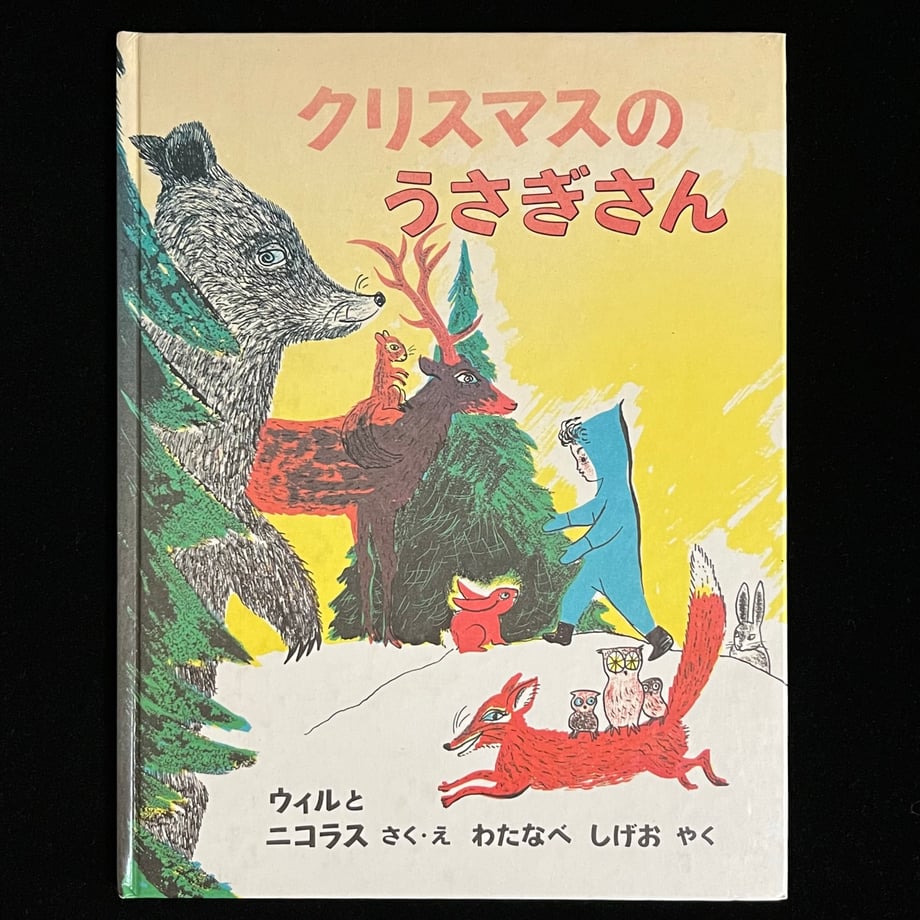 クリスマスの
うさぎさん
ウィルと
ニコラス さく・え わたなべ しげお やく